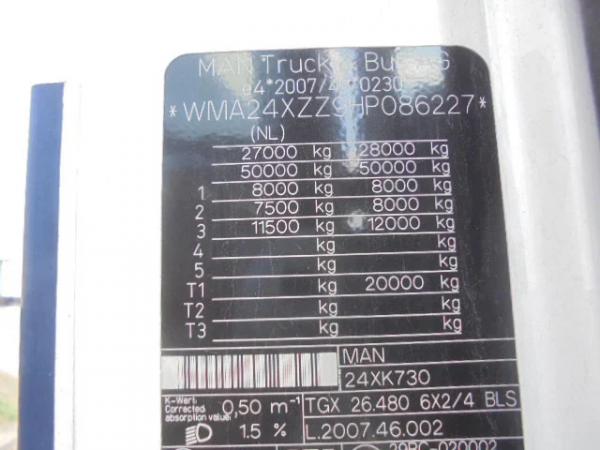 MAN Truck & Bus AG
e4*2007/46*0230
*WMA24XZZ9HP086227*
(NL)
27000 kg 28000 kg
50000 kg 50000 kg
1 8000 kg 8000 kg
2 7500 kg 8000 kg
3 11500 kg 12000 kg
4 kg kg
5 kg kg
T1 kg 20000 kg
T2 kg kg
T3 kg kg
MAN
24XK730
K-Wert:
Corrected
absorption value: 0,50 m⁻¹ TGX 26.480 6X2/4 BLS
1.5 % L.2007.46.002